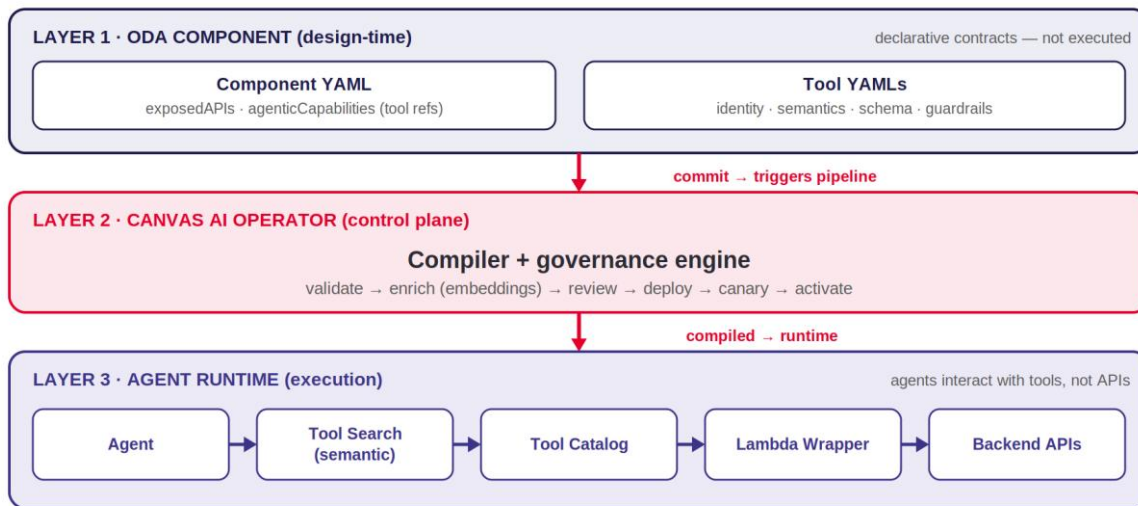 LAYER 1 · ODA COMPONENT (design-time)
declarative contracts — not executed
Component YAML
exposedAPIs · agenticCapabilities (tool refs)
Tool YAMLs
identity · semantics · schema · guardrails
commit → triggers pipeline
LAYER 2 · CANVAS AI OPERATOR (control plane)
Compiler + governance engine
validate → enrich (embeddings) → review → deploy → canary → activate
compiled → runtime
LAYER 3 · AGENT RUNTIME (execution)
agents interact with tools, not APIs
Agent
Tool Search
(semantic)
Tool Catalog
Lambda Wrapper
Backend APIs